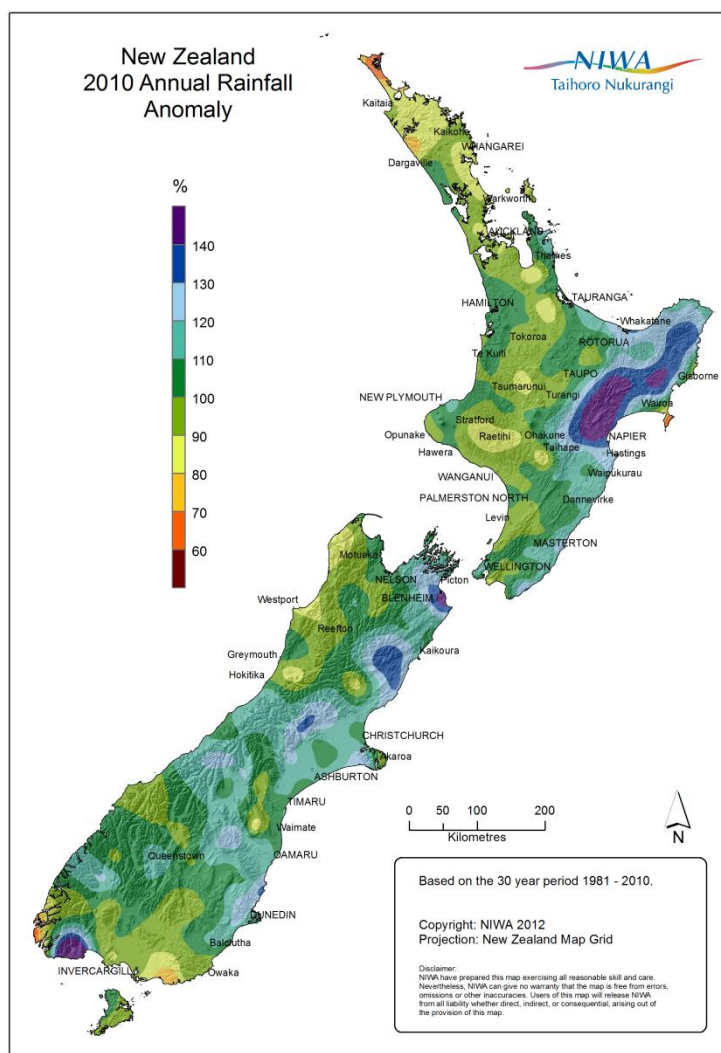 New Zealand
2010 Annual Rainfall
Anomaly
NIWA
Taihoro Nukurangi
%
140
130
120
110
100
90
80
70
60
Kaitaia
Kaikohe
WHANGAREI
Dargaville
Warkworth
AUCKLAND
Thames
HAMILTON
TAURANGA
Whakatane
Tokoroa
ROTORUA
Te Kuiti
TAUPO
Gisborne
Taumarunui
Turangi
NEW PLYMOUTH
Wairoa
Stratford
Opunake
Raetihi
Ohakune
NAPIER
Hawera
Taihape
Hastings
WANGANUI
Waipukurau
PALMERSTON NORTH
Dannevirke
Levin
MASTERTON
WELLINGTON
Motueka
NELSON
Picton
Westport
BLENHEIM
Reefton
Greymouth
Kaikoura
Hokitika
CHRISTCHURCH
Akaroa
ASHBURTON
TIMARU
Waimate
Queenstown
OAMARU
DUNEDIN
Balclutha
INVERCARGILL
Owaka
0 50 100 200
Kilometres
N
Based on the 30 year period 1981 - 2010.
Copyright: NIWA 2012
Projection: New Zealand Map Grid
Disclaimer:
NIWA have prepared this map exercising all reasonable skill and care.
Nevertheless, NIWA can give no warranty that the map is free from errors,
omissions or other inaccuracies. Users of this map will release NIWA
from all liability whether direct, indirect, or consequential, arising out of
the provision of this map.